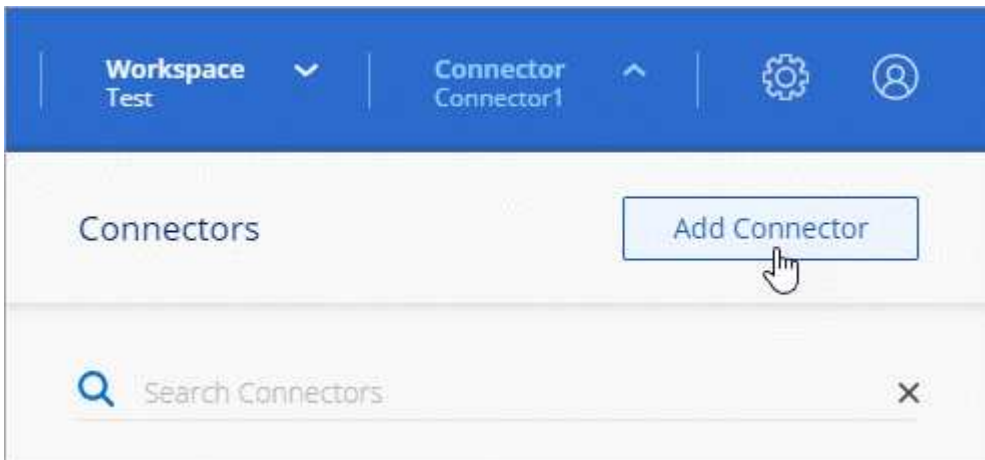 Workspace
Test
Connector
Connector1
Connectors
Add Connector
Search Connectors